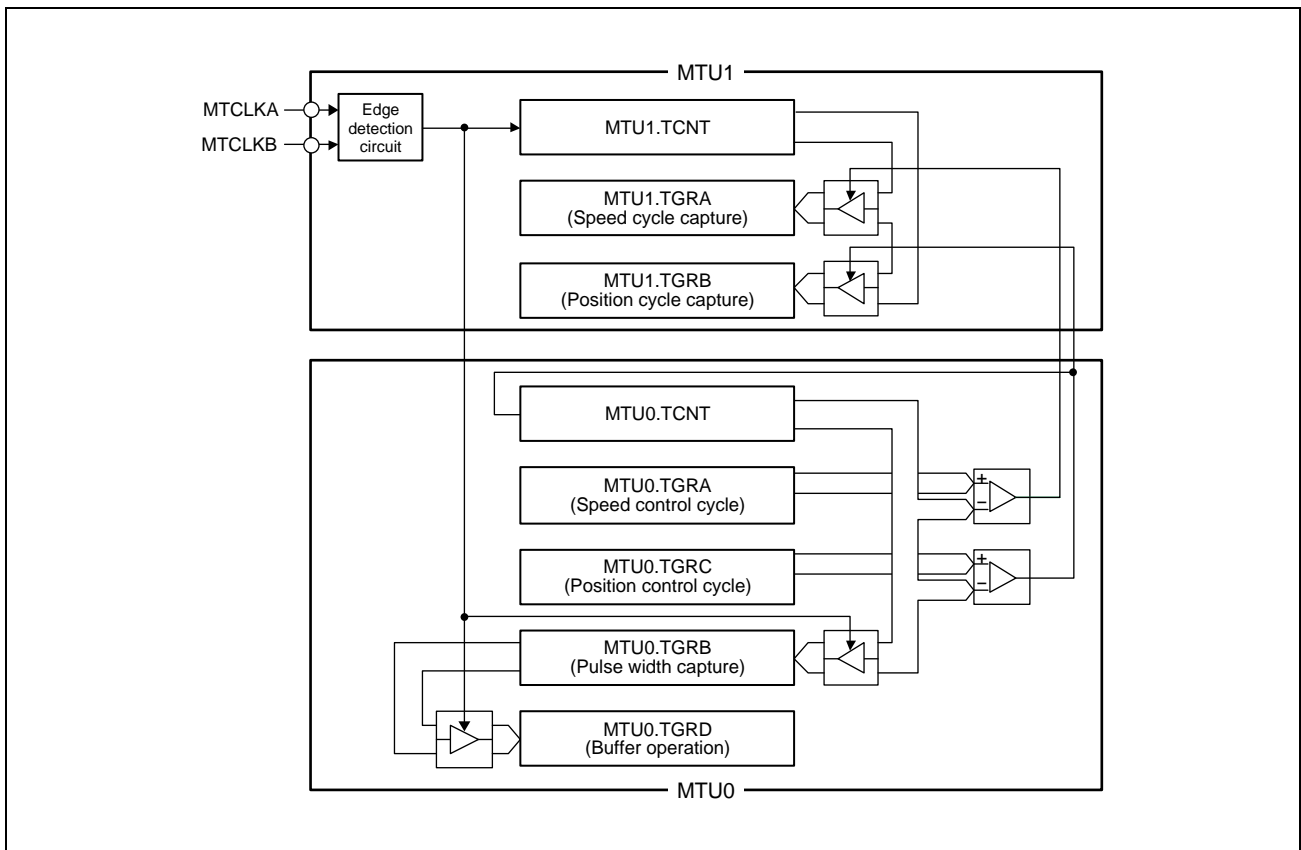 MTU1
MTCLKA
MTCLKB
Edge
detection
circuit
MTU1.TCNT
MTU1.TGRA
(Speed cycle capture)
MTU1.TGRB
(Position cycle capture)
MTU0.TCNT
MTU0.TGRA
(Speed control cycle)
+
−
MTU0.TGRC
(Position control cycle)
+
−
MTU0.TGRB
(Pulse width capture)
MTU0.TGRD
(Buffer operation)
MTU0